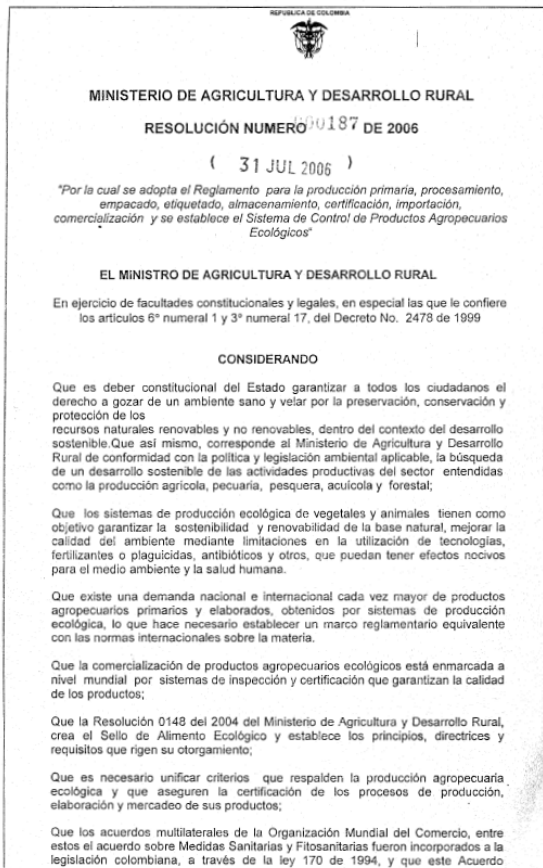 REPUBLICA DE COLOMBIA
MINISTERIO DE AGRICULTURA Y DESARROLLO RURAL
RESOLUCIÓN NUMERO 000187 DE 2006
( 31 JUL 2006 )
"Por la cual se adopta el Reglamento para la producción primaria, procesamiento,
empacado, etiquetado, almacenamiento, certificación, importación,
comercialización y se establece el Sistema de Control de Productos Agropecuarios
Ecológicos"
EL MINISTRO DE AGRICULTURA Y DESARROLLO RURAL
En ejercicio de facultades constitucionales y legales, en especial las que le confiere
los artículos 6° numeral 1 y 3° numeral 17, del Decreto No. 2478 de 1999
CONSIDERANDO
Que es deber constitucional del Estado garantizar a todos los ciudadanos el
derecho a gozar de un ambiente sano y velar por la preservación, conservación y
protección de los
recursos naturales renovables y no renovables, dentro del contexto del desarrollo
sostenible.Que así mismo, corresponde al Ministerio de Agricultura y Desarrollo
Rural de conformidad con la política y legislación ambiental aplicable, la búsqueda
de un desarrollo sostenible de las actividades productivas del sector entendidas
como la producción agrícola, pecuaria, pesquera, acuícola y forestal;
Que los sistemas de producción ecológica de vegetales y animales tienen como
objetivo garantizar la sostenibilidad y renovabilidad de la base natural, mejorar la
calidad del ambiente mediante limitaciones en la utilización de tecnologías,
fertilizantes o plaguicidas, antibióticos y otros, que puedan tener efectos nocivos
para el medio ambiente y la salud humana.
Que existe una demanda nacional e internacional cada vez mayor de productos
agropecuarios primarios y elaborados, obtenidos por sistemas de producción
ecológica, lo que hace necesario establecer un marco reglamentario equivalente
con las normas internacionales sobre la materia.
Que la comercialización de productos agropecuarios ecológicos está enmarcada a
nivel mundial por sistemas de inspección y certificación que garantizan la calidad
de los productos;
Que la Resolución 0148 del 2004 del Ministerio de Agricultura y Desarrollo Rural,
crea el Sello de Alimento Ecológico y establece los principios, directrices y
requisitos que rigen su otorgamiento;
Que es necesario unificar criterios que respalden la producción agropecuaria
ecológica y que aseguren la certificación de los procesos de producción,
elaboración y mercadeo de sus productos;
Que los acuerdos multilaterales de la Organización Mundial del Comercio, entre
estos el acuerdo sobre Medidas Sanitarias y Fitosanitarias fueron incorporados a la
legislación colombiana, a través de la ley 170 de 1994, y que este Acuerdo